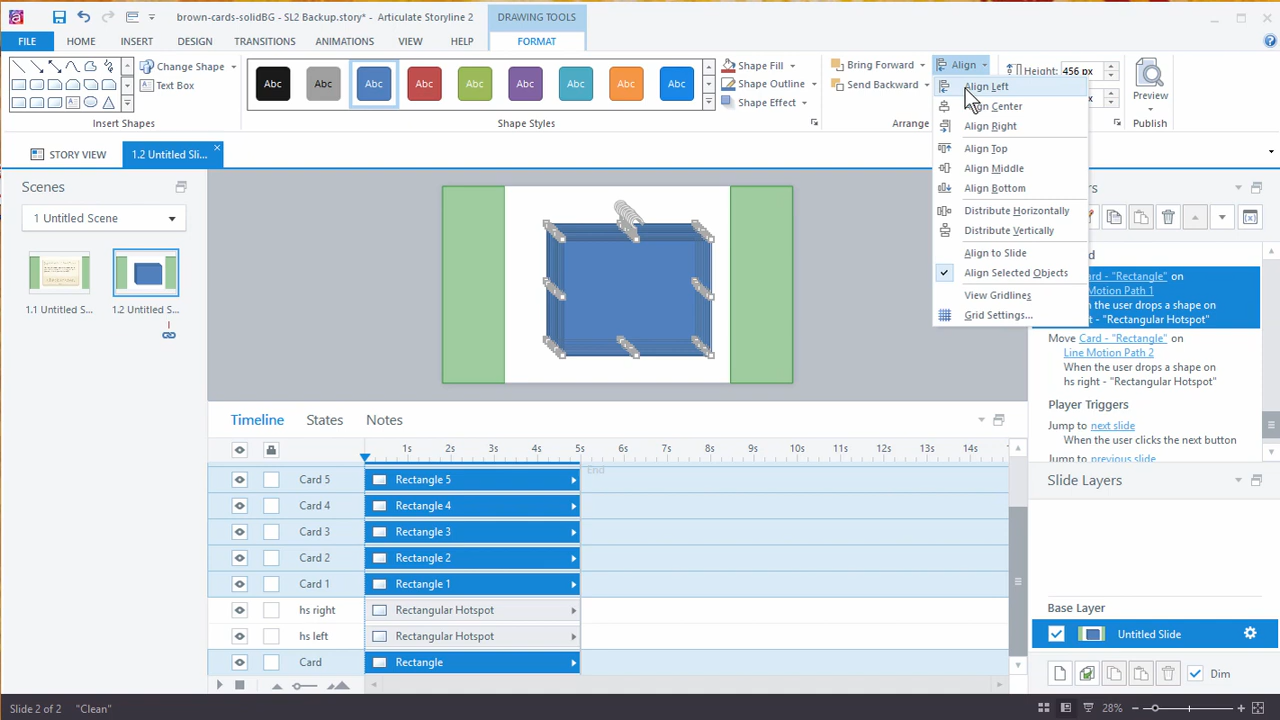 brown-cards-solidBG - SL2 Backup.story* - Articulate Storyline 2
DRAWING TOOLS
FILE
HOME
INSERT
DESIGN
TRANSITIONS
ANIMATIONS
VIEW
HELP
FORMAT
Change Shape
Text Box
Insert Shapes
Abc
Abc
Abc
Abc
Abc
Abc
Abc
Abc
Abc
Shape Styles
Shape Fill
Shape Outline
Shape Effect
Bring Forward
Send Backward
Arrange
Align
Height: 456 px
Preview
Publish
Align Left
Align Center
Align Right
Align Top
Align Middle
Align Bottom
Distribute Horizontally
Distribute Vertically
Align to Slide
Align Selected Objects
View Gridlines
Grid Settings...
STORY VIEW
1.2 Untitled Sli...
Scenes
1 Untitled Scene
1.1 Untitled S...
1.2 Untitled S...
Card - "Rectangle" on
Motion Path 1
the user drops a shape on
- "Rectangular Hotspot"
Move Card - "Rectangle" on
Line Motion Path 2
When the user drops a shape on
hs right - "Rectangular Hotspot"
Player Triggers
Jump to next slide
When the user clicks the next button
Jump to previous slide
Timeline
States
Notes
1s 2s 3s 4s 5s 6s 7s 8s 9s 10s 11s 12s 13s 14s
End
Card 5 Rectangle 5
Card 4 Rectangle 4
Card 3 Rectangle 3
Card 2 Rectangle 2
Card 1 Rectangle 1
hs right Rectangular Hotspot
hs left Rectangular Hotspot
Card Rectangle
Slide Layers
Base Layer
Untitled Slide
Dim
Slide 2 of 2
"Clean"
28%